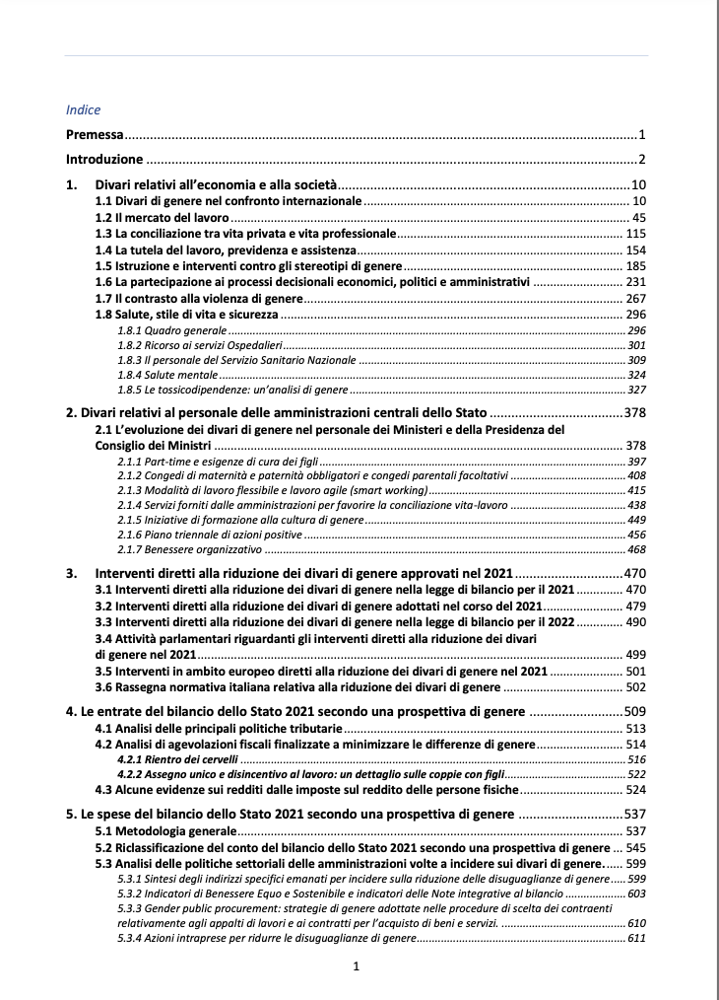 Indice
Premessa.......................................................1
Introduzione .......................................................2
1. Divari relativi all'economia e alla società.......................................................10
1.1 Divari di genere nel confronto internazionale....................................................... 10
1.2 Il mercato del lavoro....................................................... 45
1.3 La conciliazione tra vita privata e vita professionale....................................................... 115
1.4 La tutela del lavoro, previdenza e assistenza....................................................... 154
1.5 Istruzione e interventi contro gli stereotipi di genere....................................................... 185
1.6 La partecipazione ai processi decisionali economici, politici e amministrativi ...................... 231
1.7 Il contrasto alla violenza di genere....................................................... 267
1.8 Salute, stile di vita e sicurezza ....................................................... 296
1.8.1 Quadro generale....................................................... 296
1.8.2 Ricorso ai servizi Ospedalieri....................................................... 301
1.8.3 Il personale del Servizio Sanitario Nazionale ....................................................... 309
1.8.4 Salute mentale....................................................... 324
1.8.5 Le tossicodipendenze: un'analisi di genere....................................................... 327
2. Divari relativi al personale delle amministrazioni centrali dello Stato .................................378
2.1 L'evoluzione dei divari di genere nel personale dei Ministeri e della Presidenza del
Consiglio dei Ministri ....................................................... 378
2.1.1 Part-time e esigenze di cura dei figli....................................................... 397
2.1.2 Congedi di maternità e paternità obbligatori e congedi parentali facoltativi ............................ 408
2.1.3 Modalità di lavoro flessibile e lavoro agile (smart working)............................................... 415
2.1.4 Servizi forniti dalle amministrazioni per favorire la conciliazione vita-lavoro ............................ 438
2.1.5 Iniziative di formazione alla cultura di genere....................................................... 449
2.1.6 Piano triennale di azioni positive ....................................................... 456
2.1.7 Benessere organizzativo ....................................................... 468
3. Interventi diretti alla riduzione dei divari di genere approvati nel 2021...........................470
3.1 Interventi diretti alla riduzione dei divari di genere nella legge di bilancio per il 2021 ............ 470
3.2 Interventi diretti alla riduzione dei divari di genere adottati nel corso del 2021.................... 479
3.3 Interventi diretti alla riduzione dei divari di genere nella legge di bilancio per il 2022 ............ 490
3.4 Attività parlamentari riguardanti gli interventi diretti alla riduzione dei divari
di genere nel 2021....................................................... 499
3.5 Interventi in ambito europeo diretti alla riduzione dei divari di genere nel 2021 .................. 501
3.6 Rassegna normativa italiana relativa alla riduzione dei divari di genere ............................. 502
4. Le entrate del bilancio dello Stato 2021 secondo una prospettiva di genere .......................509
4.1 Analisi delle principali politiche tributarie ....................................................... 513
4.2 Analisi di agevolazioni fiscali finalizzate a minimizzare le differenze di genere..................... 514
4.2.1 Rientro dei cervelli ....................................................... 516
4.2.2 Assegno unico e disincentivo al lavoro: un dettaglio sulle coppie con figli............................. 522
4.3 Alcune evidenze sui redditi dalle imposte sul reddito delle persone fisiche......................... 524
5. Le spese del bilancio dello Stato 2021 secondo una prospettiva di genere .........................537
5.1 Metodologia generale....................................................... 537
5.2 Riclassificazione del conto del bilancio dello Stato 2021 secondo una prospettiva di genere ... 545
5.3 Analisi delle politiche settoriali delle amministrazioni volte a incidere sui divari di genere...... 599
5.3.1 Sintesi degli indirizzi specifici emanati per incidere sulla riduzione delle disuguaglianze di genere..... 599
5.3.2 Indicatori di Benessere Equo e Sostenibile e indicatori delle Note integrative al bilancio ................. 603
5.3.3 Gender public procurement: strategie di genere adottate nelle procedure di scelta dei contraenti
relativamente agli appalti di lavori e ai contratti per l'acquisto di beni e servizi. ............................ 610
5.3.4 Azioni intraprese per ridurre le disuguaglianze di genere....................................................... 611
1